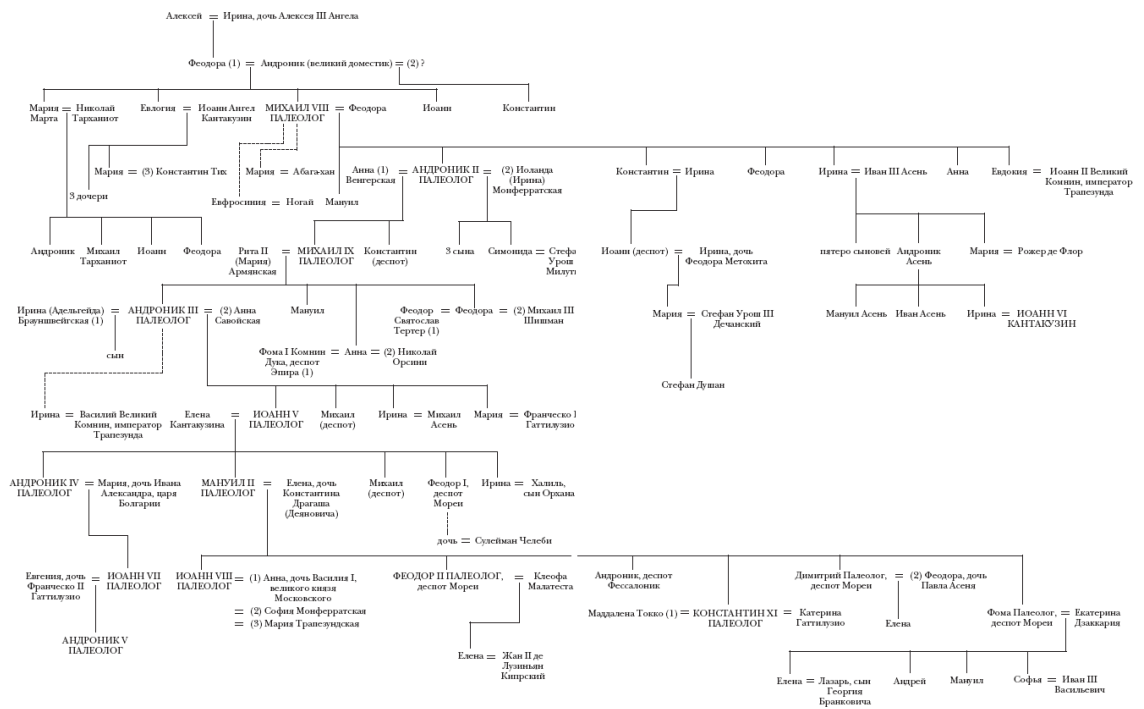 Алексей = Ирина, дочь Алексея III Ангела
Феодора (1) = Андроник (великий доместик) = (2) ?
Мария = Николай Евлогия = Иоанн Ангел МИХАИЛ VIII = Феодора Иоанн Константин
Марта Тарханиот Кантакузин ПАЛЕОЛОГ
Мария = (3) Константин Тих Мария = Абага-хан Анна (1) = АНДРОНИК II = (2) Иоланда Константин = Ирина Феодора Ирина = Иван III Асень Анна Евдокия = Иоанн II Великий
Венгерская ПАЛЕОЛОГ (Ирина) Комнин, император
Монферратская Трапезунда
3 дочери
Евфросиния = Ногай Мануил
Андроник Михаил Иоанн Феодора Рита II = МИХАИЛ IX Константин 3 сына Симонида = Стефа Иоанн (деспот) = Ирина, дочь пятеро сыновей Андроник Мария = Рожер де Флор
Тарханиот (Мария) ПАЛЕОЛОГ (деспот) Урош Феодора Метохита Асень
Армянская Милут
Ирина (Адельгейда) = АНДРОНИК III = (2) Анна Мануил Феодор = Феодора = (2) Михаил III Мария = Стефан Урош III Мануил Асень Иван Асень Ирина = ИОАНН VI
Брауншвейгская (1) ПАЛЕОЛОГ Савойская Святослав Шишман Дечанский КАНТАКУЗИН
Тертер (1)
сын Фома I Комнин = Анна = (2) Николай
Дука, деспот Орсини
Эпира (1)
Стефан Душан
Ирина = Василий Великий Елена = ИОАНН V Михаил Ирина = Михаил Мария = Франческо I
Комнин, император Кантакузина ПАЛЕОЛОГ (деспот) Асень Гаттилузио
Трапезунда
АНДРОНИК IV = Мария, дочь Ивана МАНУИЛ II = Елена, дочь Михаил Феодор I, Ирина = Халиль,
ПАЛЕОЛОГ Александра, царя ПАЛЕОЛОГ Константина (деспот) деспот сын Орхана
Болгарии Драгаша Мореи
(Деяновича)
дочь = Сулейман Челеби
Евгения, дочь = ИОАНН VII ИОАНН VIII = (1) Анна, дочь Василия I, ФЕОДОР II ПАЛЕОЛОГ, = Клеофа Андроник, деспот Димитрий Палеолог, = (2) Феодора, дочь
Франческо II ПАЛЕОЛОГ ПАЛЕОЛОГ великого князя деспот Мореи Малатеста Фессалоник деспот Мореи Павла Асеня
Гаттилузио Московского
= (2) София Монферратская Маддалена Токко (1) = КОНСТАНТИН XI = Катерина Елена Фома Палеолог, = Екатерина
= (3) Мария Трапезундская ПАЛЕОЛОГ Гаттилузио деспот Мореи Дзаккария
АНДРОНИК V
ПАЛЕОЛОГ
Елена = Жан II де
Лузиньян
Кипрский
Елена = Лазарь, сын Андрей Мануил Софья = Иван III
Георгия Васильевич
Бранковича